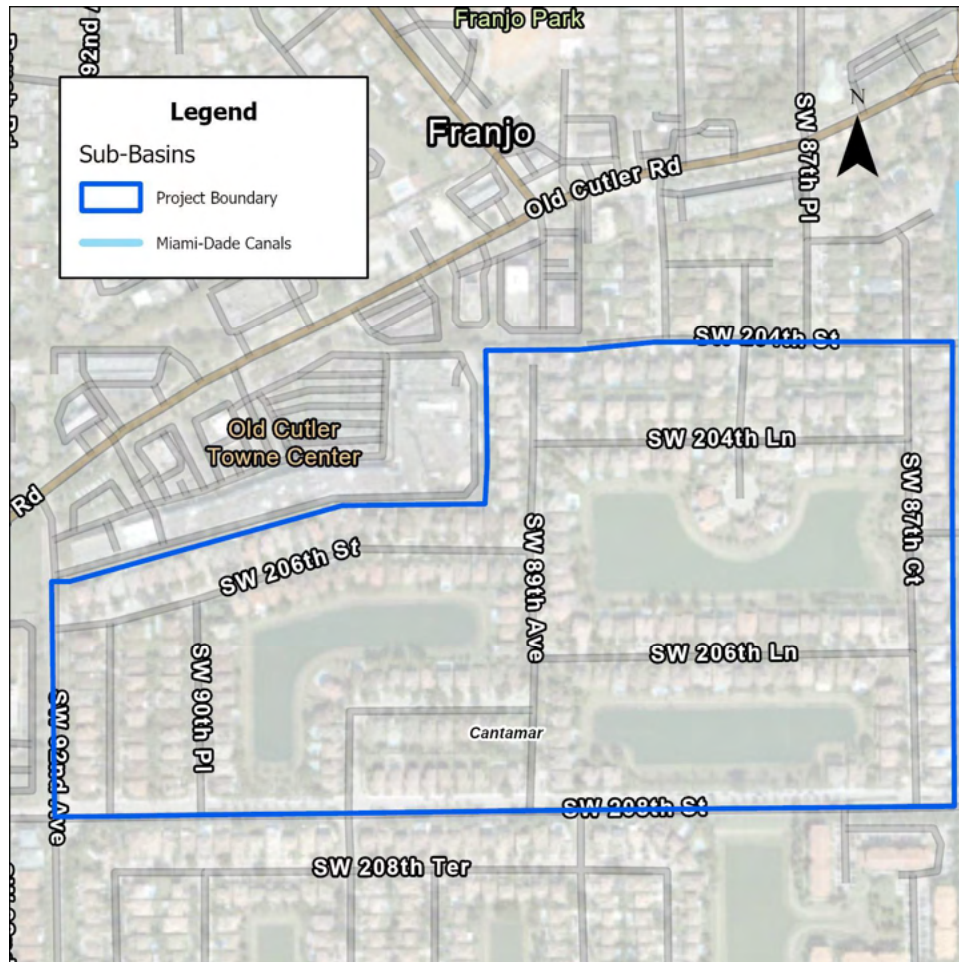 Franjo Park
92nd
Legend
Sub-Basins
Project Boundary
Miami-Dade Canals
Franjo
N
SW 87th Pl
Old Cutler Rd
SW 204th St
Old Cutler
Towne Center
SW 204th Ln
Rd
SW 87th Ct
SW 89th Ave
SW 206th St
SW 206th Ln
SW 90th Pl
SW 92nd Ave
Cantamar
SW 208th St
SW 208th Ter